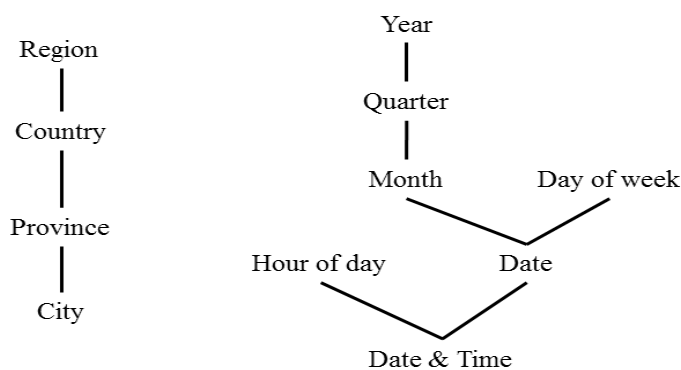 Region
Country
Province
City
Year
Quarter
Month
Day of week
Hour of day
Date
Date & Time